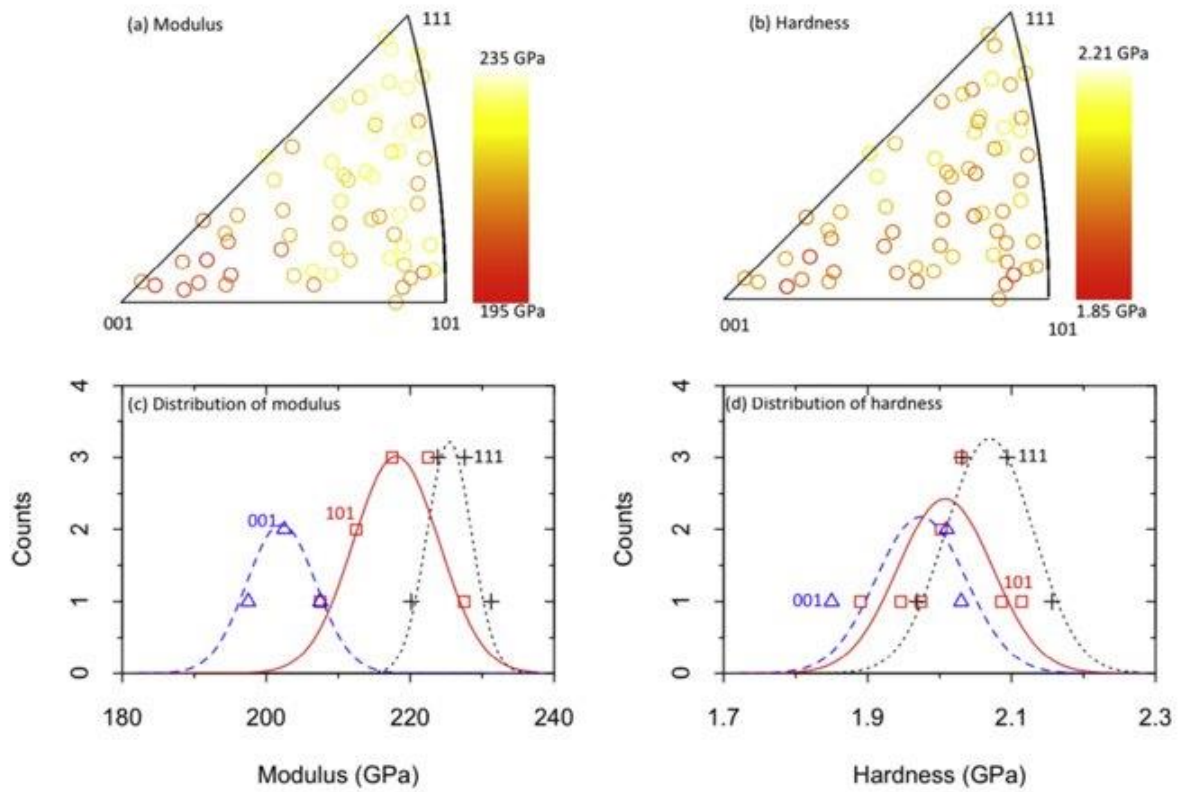 (a) Modulus
111
235 GPa
195 GPa
001
101
(b) Hardness
111
2.21 GPa
1.85 GPa
001
101
(c) Distribution of modulus
4
3
2
1
0
Counts
001
101
111
180
200
220
240
Modulus (GPa)
(d) Distribution of hardness
4
3
2
1
0
Counts
001
101
111
1.7
1.9
2.1
2.3
Hardness (GPa)